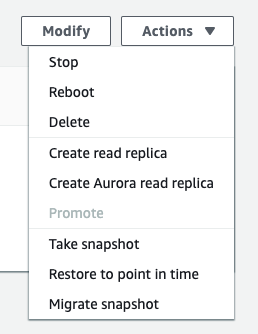 Modify
Actions
Stop
Reboot
Delete
Create read replica
Create Aurora read replica
Promote
Take snapshot
Restore to point in time
Migrate snapshot